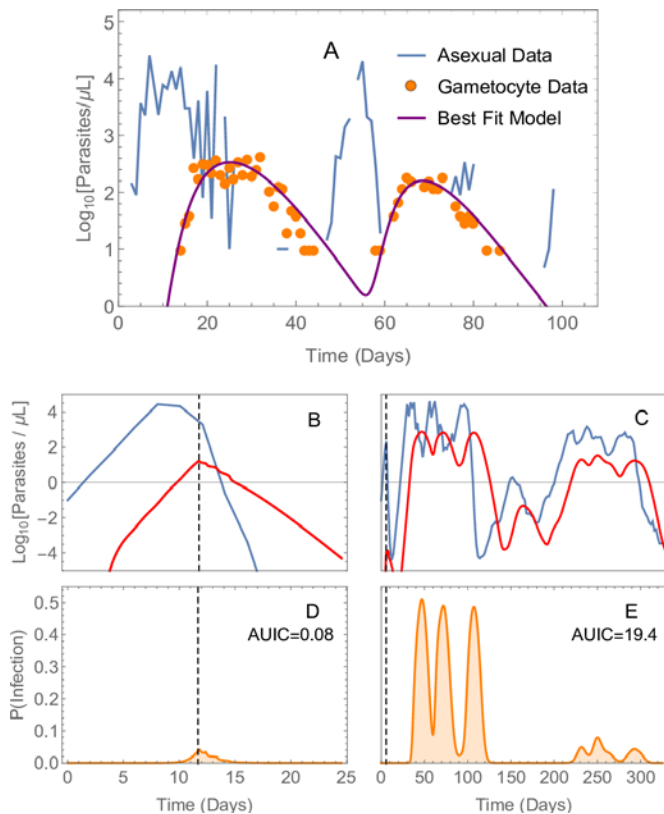 A
Asexual Data
Gametocyte Data
Best Fit Model
Log10[Parasites/μL]
5
4
3
2
1
0
0 20 40 60 80 100
Time (Days)
B
C
Log10[Parasites / μL]
4
2
0
−2
−4
D
AUIC=0.08
E
AUIC=19.4
P(Infection)
0.5
0.4
0.3
0.2
0.1
0.0
0 5 10 15 20 25
0 50 100 150 200 250 300
Time (Days)
Time (Days)